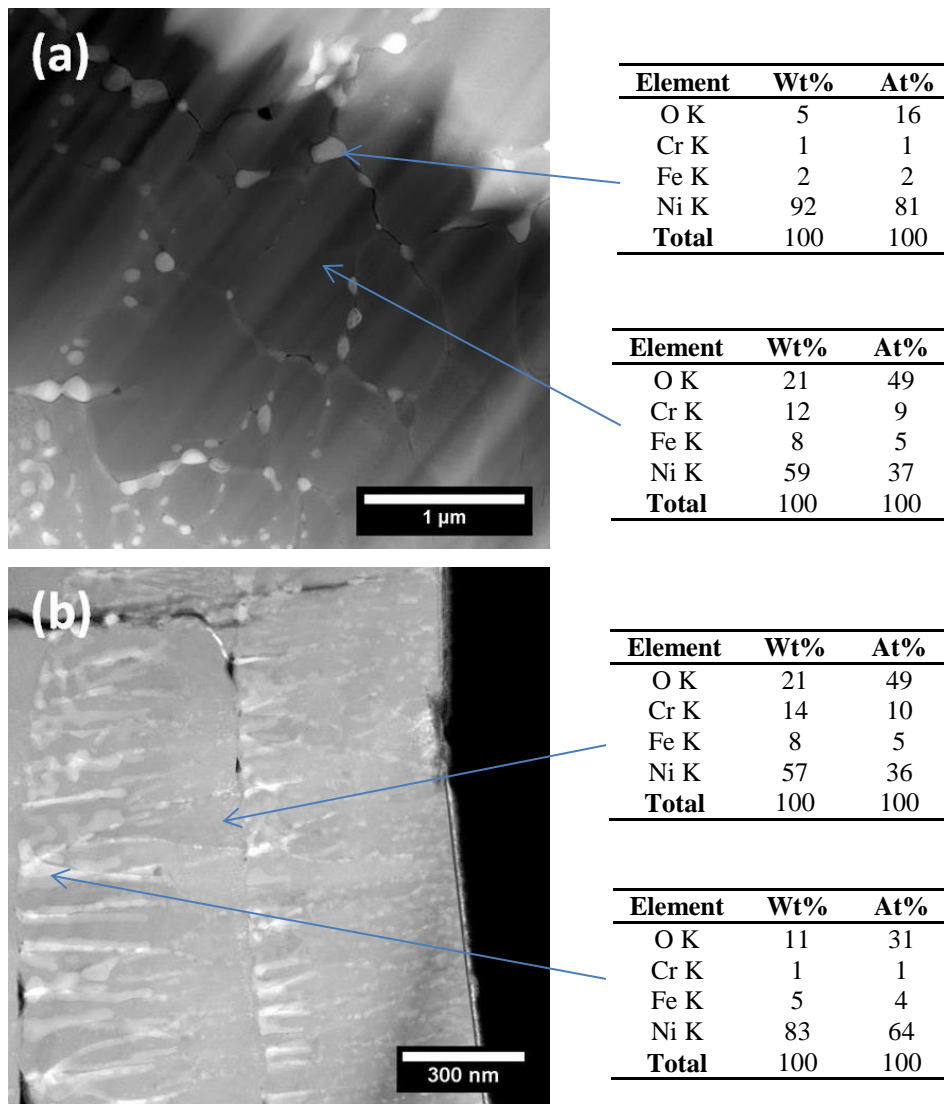 (a)
Element Wt% At%
O K 5 16
Cr K 1 1
Fe K 2 2
Ni K 92 81
Total 100 100
Element Wt% At%
O K 21 49
Cr K 12 9
Fe K 8 5
Ni K 59 37
Total 100 100
1 µm
(b)
Element Wt% At%
O K 21 49
Cr K 14 10
Fe K 8 5
Ni K 57 36
Total 100 100
Element Wt% At%
O K 11 31
Cr K 1 1
Fe K 5 4
Ni K 83 64
Total 100 100
300 nm